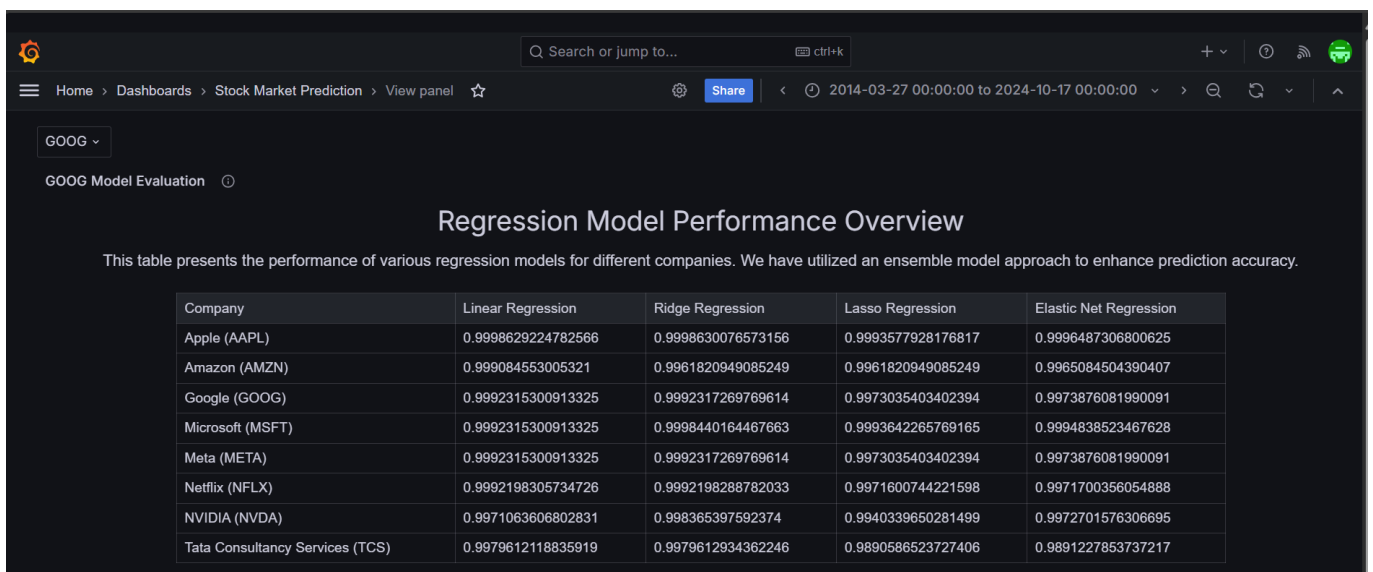 Search or jump to... ctrl+k
Home > Dashboards > Stock Market Prediction > View panel Share < 2014-03-27 00:00:00 to 2024-10-17 00:00:00 >
GOOG
GOOG Model Evaluation
Regression Model Performance Overview
This table presents the performance of various regression models for different companies. We have utilized an ensemble model approach to enhance prediction accuracy.
Company Linear Regression Ridge Regression Lasso Regression Elastic Net Regression
Apple (AAPL) 0.9998629224782566 0.9998630076573156 0.9993577928176817 0.9996487306800625
Amazon (AMZN) 0.999084553005321 0.9961820949085249 0.9961820949085249 0.9965084504390407
Google (GOOG) 0.9992315300913325 0.9992317269769614 0.9973035403402394 0.9973876081990091
Microsoft (MSFT) 0.9992315300913325 0.9998440164467663 0.9993642265769165 0.9994838523467628
Meta (META) 0.9992315300913325 0.9992317269769614 0.9973035403402394 0.9973876081990091
Netflix (NFLX) 0.9992198305734726 0.9992198288782033 0.9971600744221598 0.9971700356054888
NVIDIA (NVDA) 0.9971063606802831 0.998365397592374 0.9940339650281499 0.9972701576306695
Tata Consultancy Services (TCS) 0.9979612118835919 0.9979612934362246 0.9890586523727406 0.9891227853737217